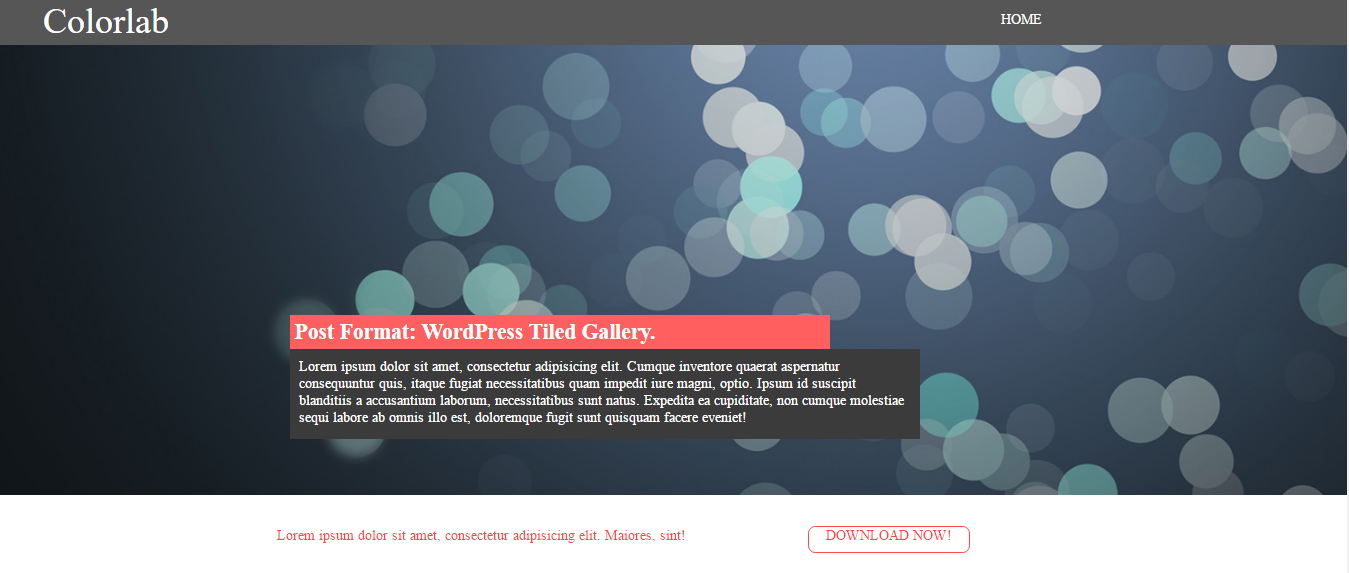 Colorlab
HOME
Post Format: WordPress Tiled Gallery.
Lorem ipsum dolor sit amet, consectetur adipisicing elit. Cumque inventore quaerat aspernatur
consequuntur quis, itaque fugiat necessitatibus quam impedit iure magni, optio. Ipsum id suscipit
blanditiis a accusantium laborum, necessitatibus sunt natus. Expedita ea cupiditate, non cumque molestiae
sequi labore ab omnis illo est, doloremque fugit sunt quisquam facere eveniet!
Lorem ipsum dolor sit amet, consectetur adipisicing elit. Maiores, sint!
DOWNLOAD NOW!